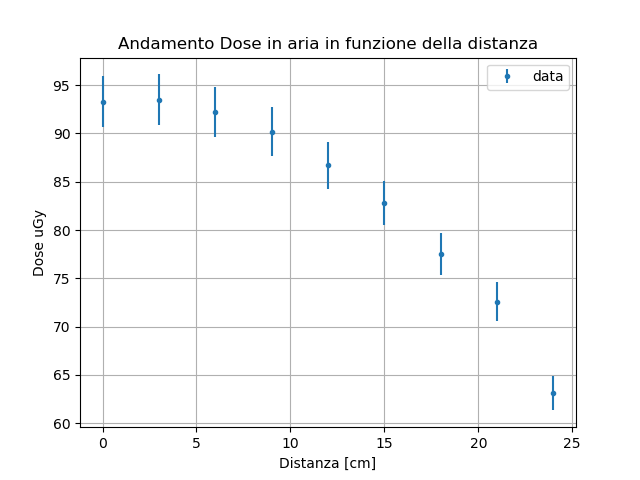 Andamento Dose in aria in funzione della distanza
data
Dose uGy
95
90
85
80
75
70
65
60
0 5 10 15 20 25
Distanza [cm]